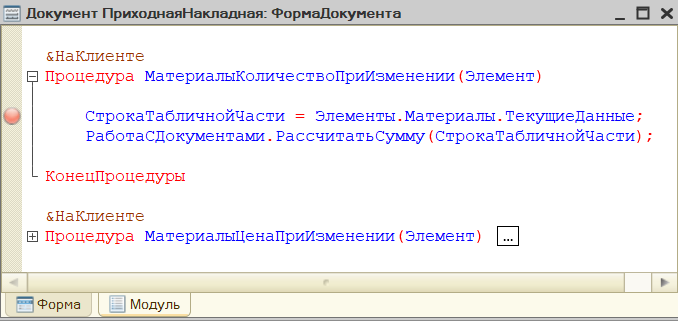 Документ ПриходнаяНакладная: ФормаДокумента
&НаКлиенте
Процедура МатериалыКоличествоПриИзменении(Элемент)
СтрокаТабличнойЧасти = Элементы.Материалы.ТекущиеДанные;
РаботаСДокументами.РассчитатьСумму(СтрокаТабличнойЧасти);
КонецПроцедуры
&НаКлиенте
Процедура МатериалыЦенаПриИзменении(Элемент) ...
Форма Модуль